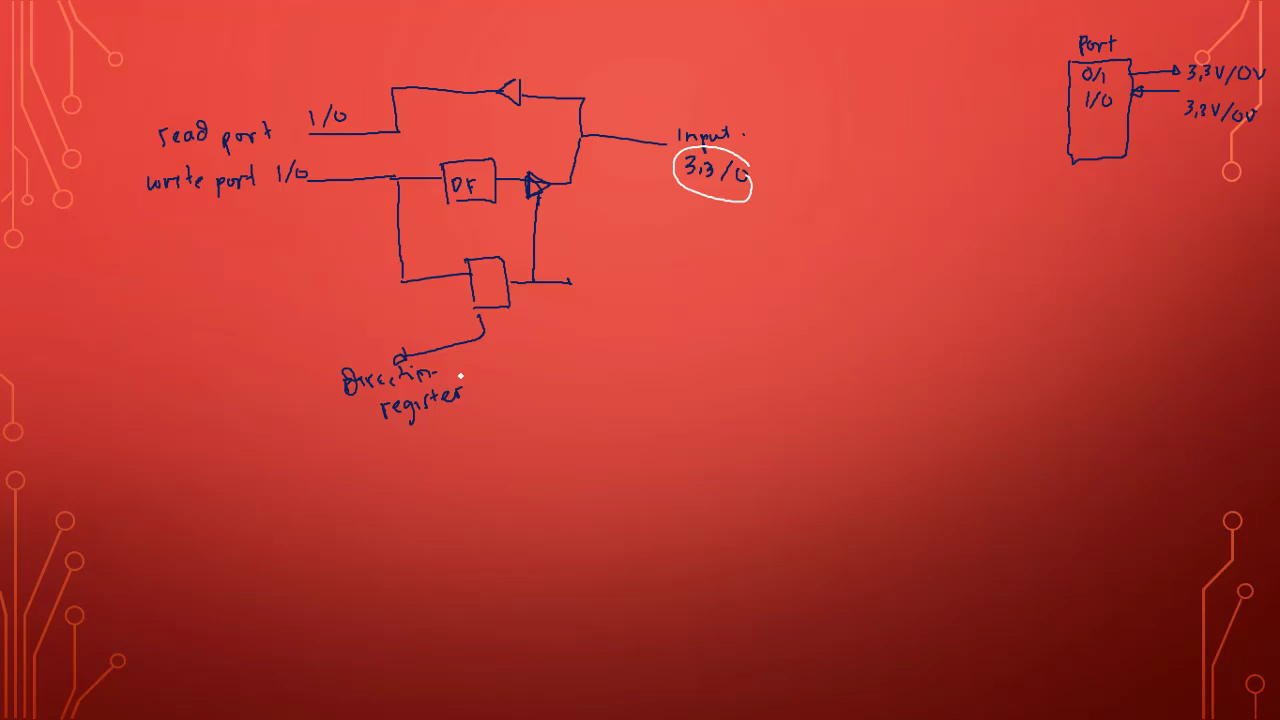 Port
0/1 3,3V/0V
1/0 3,3V/0V
read port 1/0
write port 1/0
DF
Input.
3,3/0
Direction
register